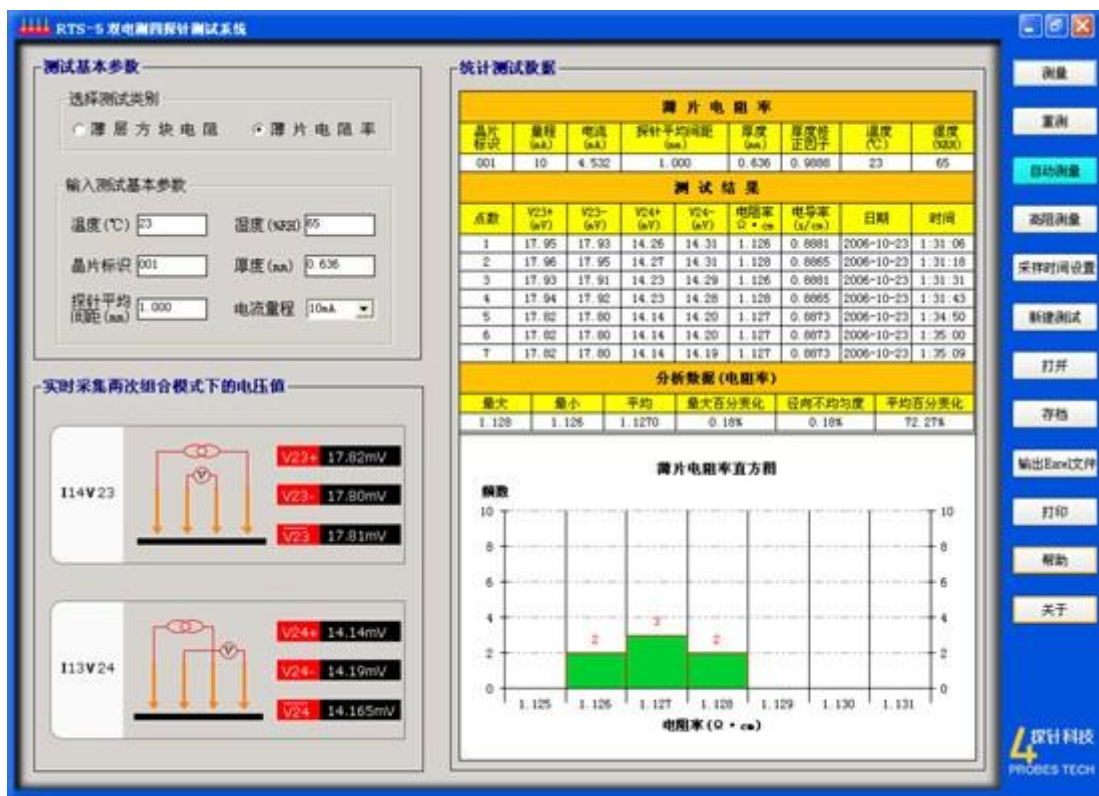 RTS-5 双电测四探针测试系统
测试基本参数
选择测试类别
薄层方块电阻 薄片电阻率
输入测试基本参数
温度(℃) 23 湿度(%RH) 65
晶片标识 001 厚度(mm) 0.636
探针平均间距(mm) 1.000 电流量程 10mA
实时采集两次组合模式下的电压值
I14V23
V
V23+ 17.82mV
V23- 17.80mV
V23 17.81mV
I13V24
V
V24+ 14.14mV
V24- 14.19mV
V24 14.165mV
统计测试数据
薄片电阻率
晶片标识 量程(mA) 电流(mA) 探针平均间距(mm) 厚度(mm) 厚度修正因子 温度(℃) 湿度(%RH)
001 10 4.532 1.000 0.636 0.9888 23 65
测试结果
点数 V23+(mV) V23-(mV) V24+(mV) V24-(mV) 电阻率Ω·cm 电导率(s/cm) 日期 时间
1 17.95 17.93 14.26 14.31 1.126 0.8881 2006-10-23 1:31:06
2 17.96 17.95 14.27 14.31 1.128 0.8865 2006-10-23 1:31:18
3 17.93 17.91 14.23 14.29 1.126 0.8881 2006-10-23 1:31:31
4 17.94 17.92 14.23 14.28 1.128 0.8865 2006-10-23 1:31:43
5 17.82 17.80 14.14 14.20 1.127 0.8873 2006-10-23 1:34:50
6 17.82 17.80 14.14 14.20 1.127 0.8873 2006-10-23 1:35:00
7 17.82 17.80 14.14 14.19 1.127 0.8873 2006-10-23 1:35:09
分析数据(电阻率)
最大 最小 平均 最大百分变化 径向不均匀度 平均百分变化
1.128 1.126 1.1270 0.18% 0.18% 72.27%
薄片电阻率直方图
频数
10 10
8 8
6 6
4 4
3
2 2
2 2
0 0
1.125 1.126 1.127 1.128 1.129 1.130 1.131
电阻率(Ω·cm)
测量
重测
自动测量
高阻测量
采样时间设置
新建测试
打开
存档
输出Excel文件
打印
帮助
关于
4探针科技
PROBES TECH